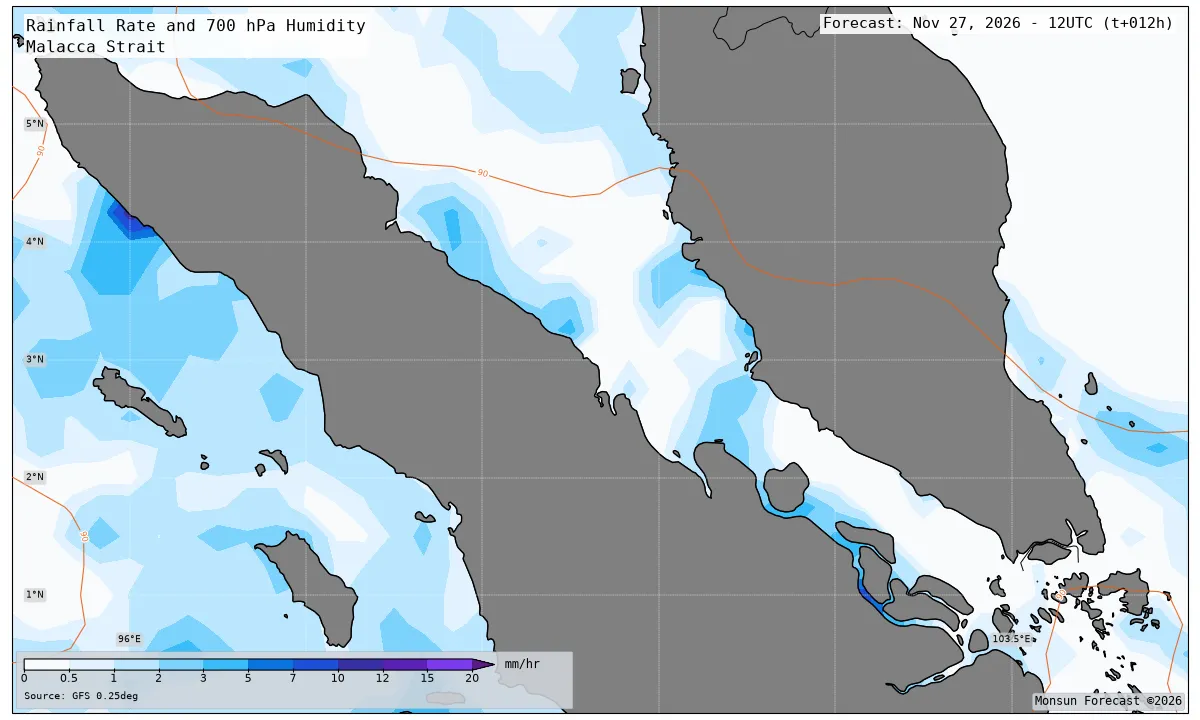 Rainfall Rate and 700 hPa Humidity
Malacca Strait
Forecast: Nov 27, 2026 - 12UTC (t+012h)
5°N
90
90
4°N
3°N
2°N
90
1°N
90
96°E
103.5°E
mm/hr
0 0.5 1 2 3 5 7 10 12 15 20
Source: GFS 0.25deg
Monsun Forecast ©2026